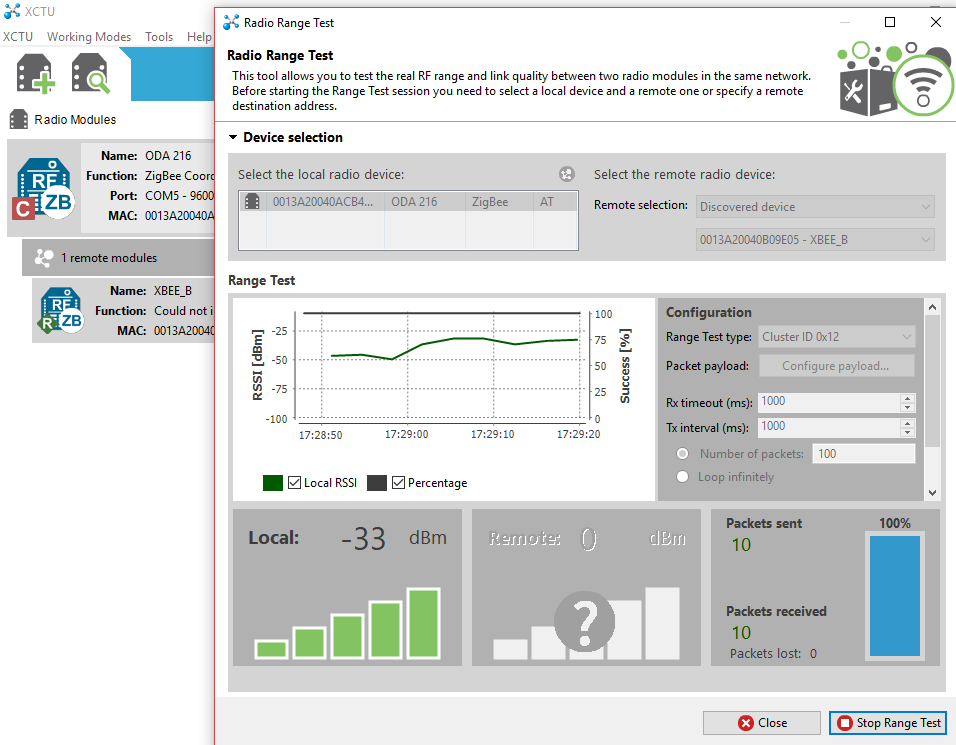 XCTU
XCTU Working Modes Tools Help
Radio Modules
C RF ZB
Name: ODA 216
Function: ZigBee Coord
Port: COM5 - 9600
MAC: 0013A20040A
1 remote modules
R RF ZB
Name: XBEE_B
Function: Could not i
MAC: 0013A20040
Radio Range Test
Radio Range Test
This tool allows you to test the real RF range and link quality between two radio modules in the same network.
Before starting the Range Test session you need to select a local device and a remote one or specify a remote
destination address.
Device selection
Select the local radio device:
0013A20040ACB4... ODA 216 ZigBee AT
Select the remote radio device:
Remote selection: Discovered device
0013A20040B09E05 - XBEE_B
Range Test
RSSI [dBm]
-25
-50
-75
-100
100
75
50
25
0
Success [%]
17:28:50 17:29:00 17:29:10 17:29:20
Local RSSI Percentage
Configuration
Range Test type: Cluster ID 0x12
Packet payload: Configure payload...
Rx timeout (ms): 1000
Tx interval (ms): 1000
Number of packets: 100
Loop infinitely
Local: -33 dBm
Remote: 0 dBm
?
Packets sent
10
100%
Packets received
10
Packets lost: 0
Close
Stop Range Test